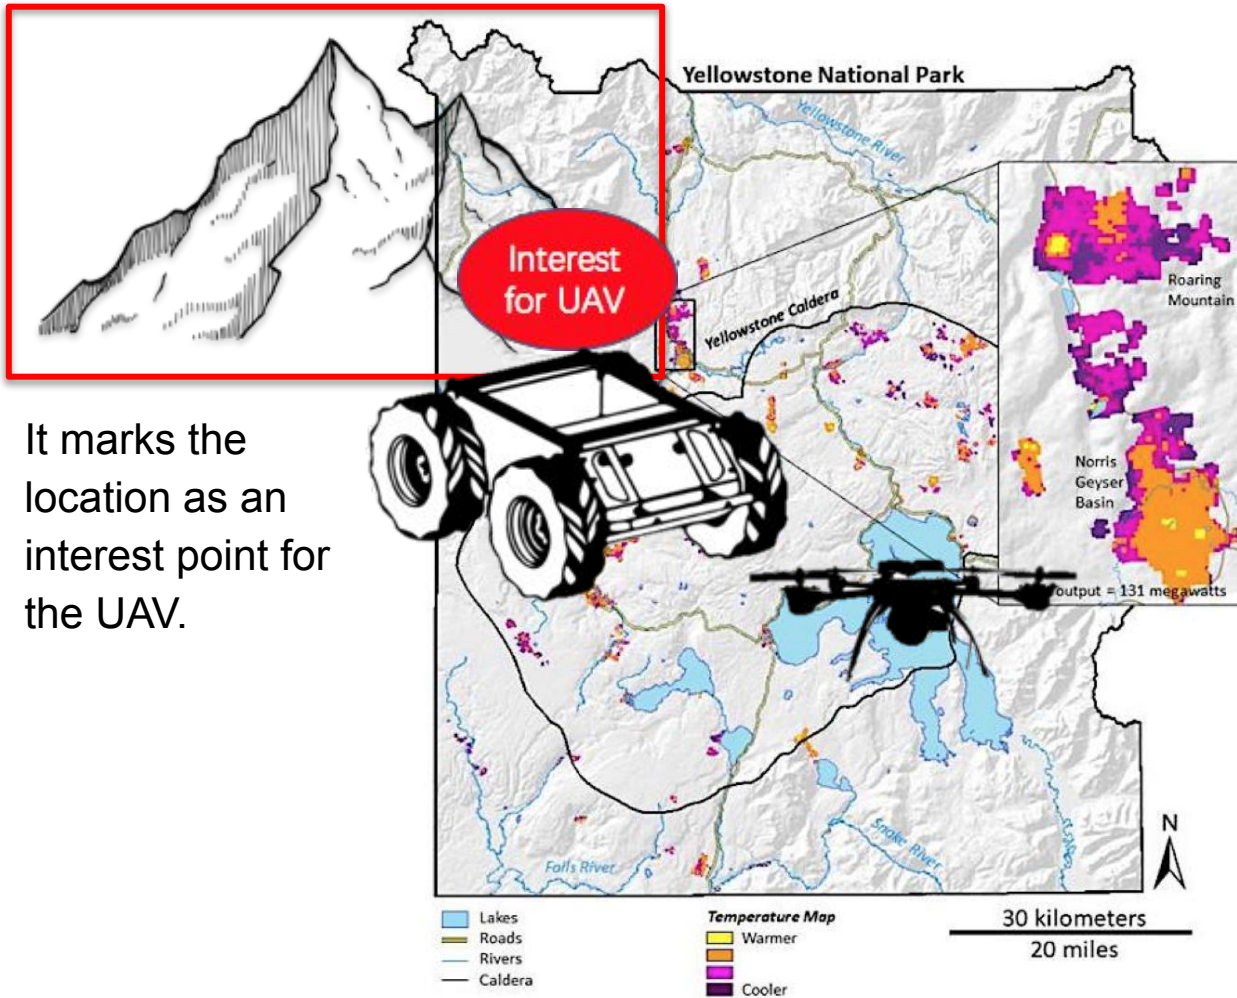 Yellowstone National Park
Yellowstone River
Interest
for UAV
Roaring
Mountain
Yellowstone Caldera
It marks the
location as an
interest point for
the UAV.
Norris
Geyser
Basin
output = 131 megawatts
Snake River
Falls River
N
Lakes
Roads
Rivers
Caldera
Temperature Map
Warmer
Cooler
30 kilometers
20 miles